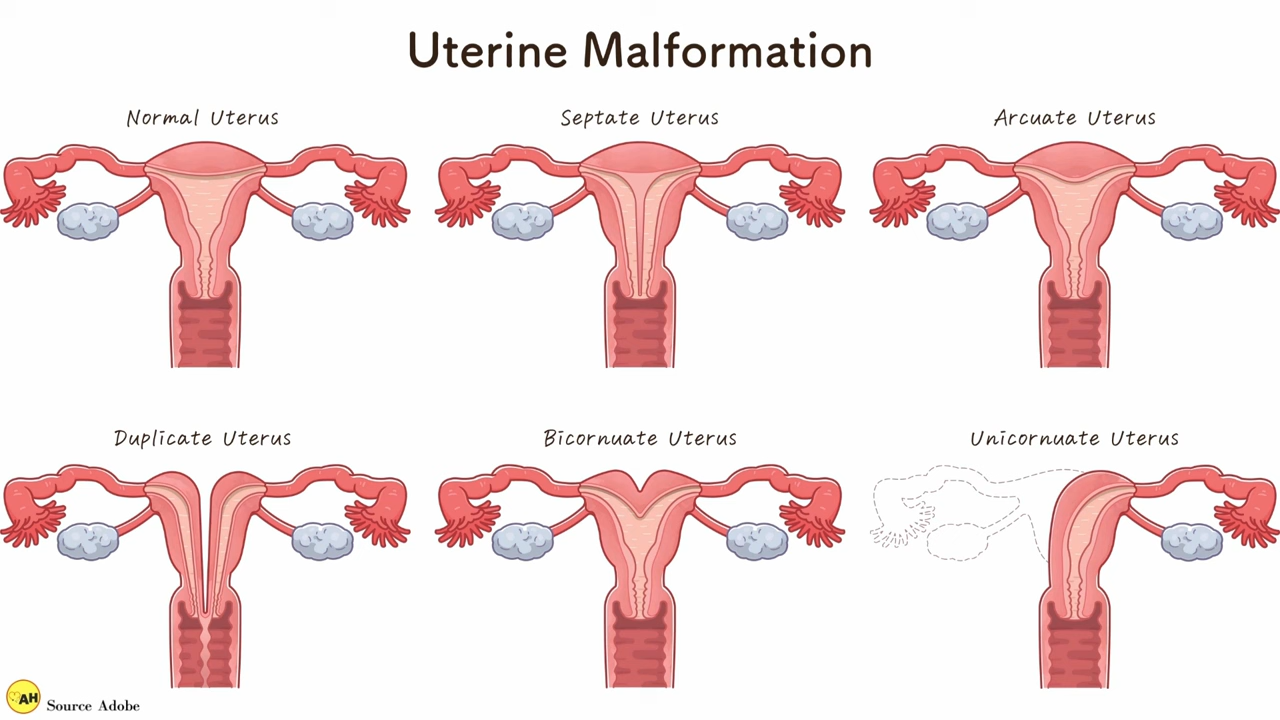 Uterine Malformation
Normal Uterus
Septate Uterus
Arcuate Uterus
Duplicate Uterus
Bicornuate Uterus
Unicornuate Uterus
AH
Source Adobe